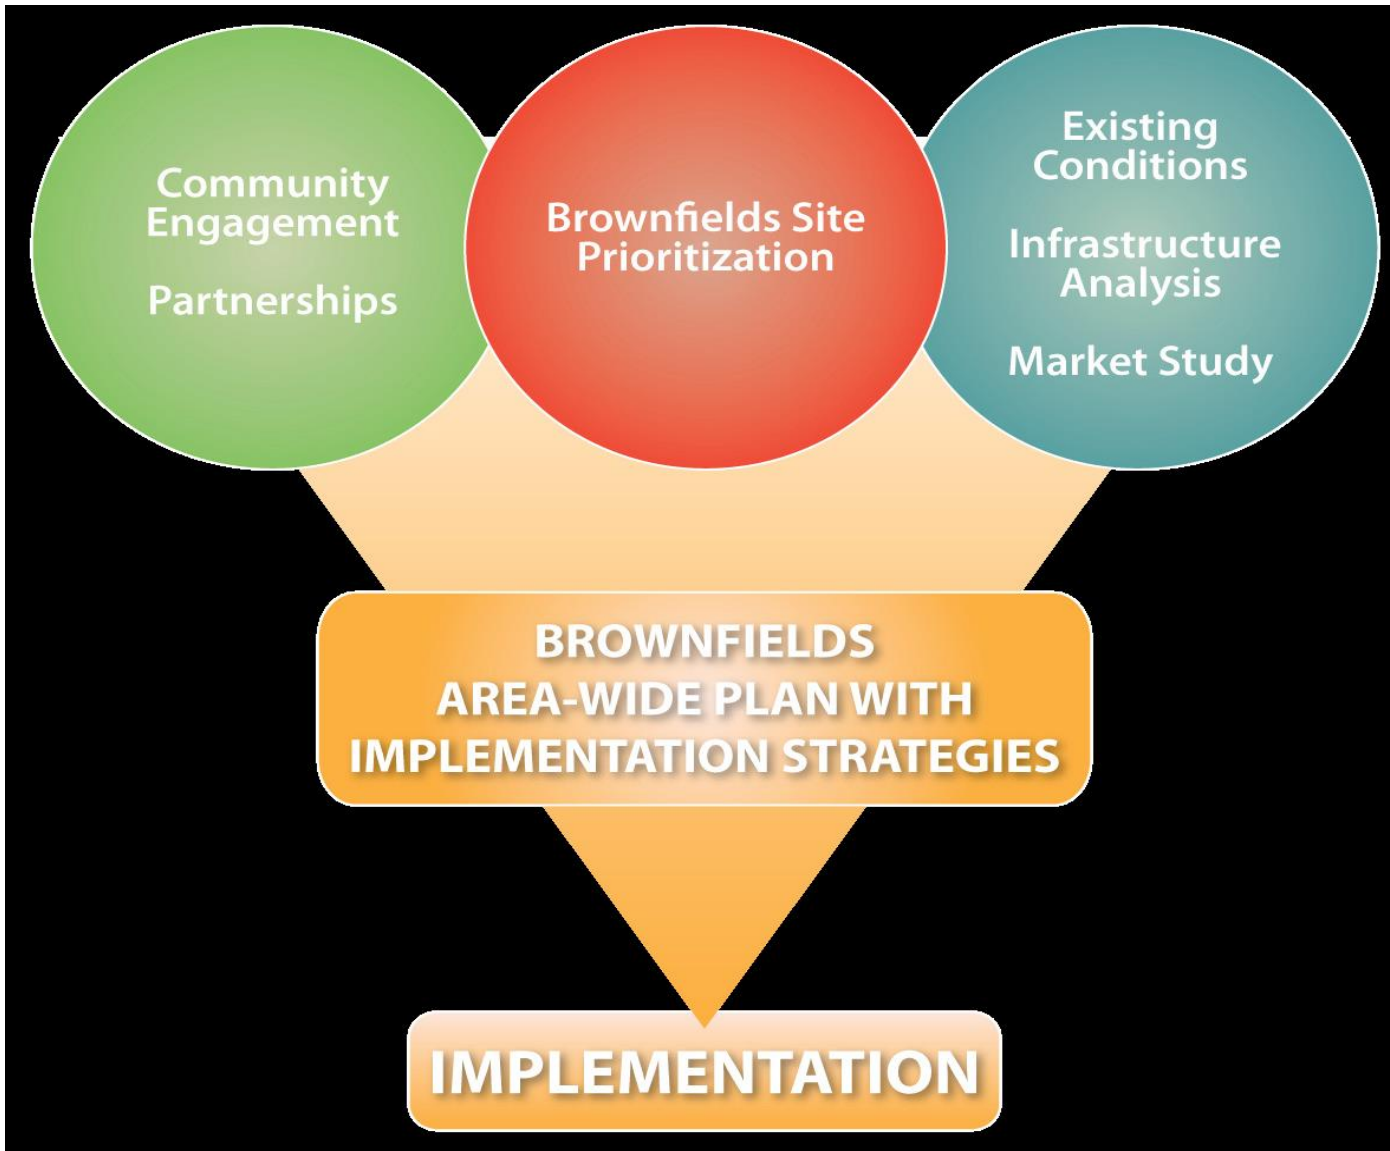 Community
Engagement
Partnerships
Brownfields Site
Prioritization
Existing
Conditions
Infrastructure
Analysis
Market Study
BROWNFIELDS
AREA-WIDE PLAN WITH
IMPLEMENTATION STRATEGIES
IMPLEMENTATION